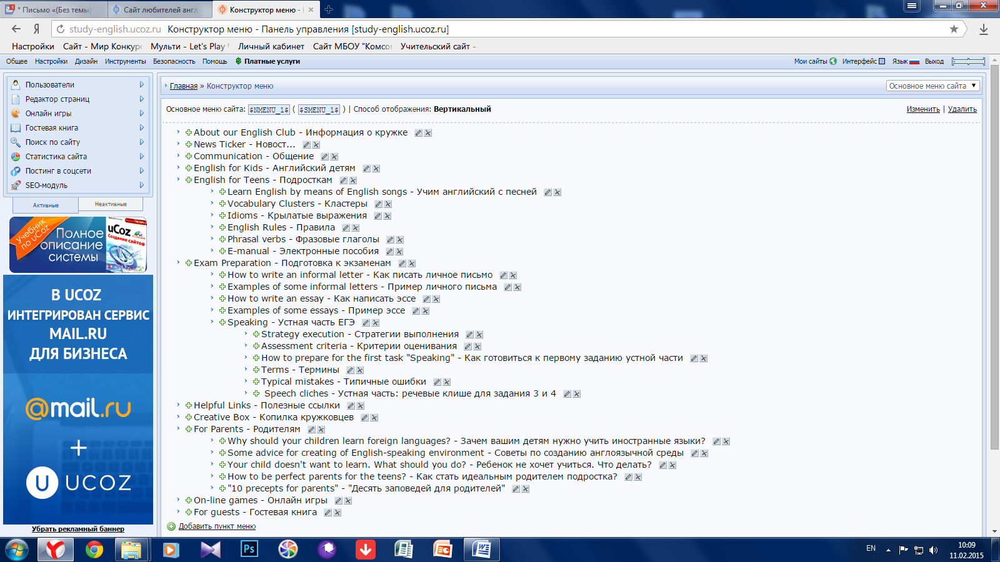 * Письмо «(Без темы)
Сайт любителей англ
Конструктор меню -
study-english.ucoz.ru Конструктор меню - Панель управления [study-english.ucoz.ru]
Настройки Сайт - Мир Конкур Мульти - Let's Play Личный кабинет Сайт МБОУ "Комсо Учительский сайт -
Общее Настройки Дизайн Инструменты Безопасность Помощь Платные услуги
Мои сайты Интерфейс Язык Выход
Пользователи
Редактор страниц
Онлайн игры
Гостевая книга
Поиск по сайту
Статистика сайта
Постинг в соцсети
SEO-модуль
Активные Неактивные
Учебник
по uCoz
Полное
описание
системы
uCoz
Создание сайтов
В UCOZ
ИНТЕГРИРОВАН СЕРВИС
MAIL.RU
ДЛЯ БИЗНЕСА
@mail.ru
+
U UCOZ
Убрать рекламный баннер
Главная » Конструктор меню
Основное меню сайта
Основное меню сайта: $NMENU_1$ ( $SMENU_1$ ) | Способ отображения: Вертикальный
Изменить | Удалить
About our English Club - Информация о кружке
News Ticker - Новост...
Communication - Общение
English for Kids - Английский детям
English for Teens - Подросткам
Learn English by means of English songs - Учим английский с песней
Vocabulary Clusters - Кластеры
Idioms - Крылатые выражения
English Rules - Правила
Phrasal verbs - Фразовые глаголы
E-manual - Электронные пособия
Exam Preparation - Подготовка к экзаменам
How to write an informal letter - Как писать личное письмо
Examples of some informal letters - Пример личного письма
How to write an essay - Как написать эссе
Examples of some essays - Пример эссе
Speaking - Устная часть ЕГЭ
Strategy execution - Стратегии выполнения
Assessment criteria - Критерии оценивания
How to prepare for the first task "Speaking" - Как готовиться к первому заданию устной части
Terms - Термины
Typical mistakes - Типичные ошибки
Speech cliches - Устная часть: речевые клише для задания 3 и 4
Helpful Links - Полезные ссылки
Creative Box - Копилка кружковцев
For Parents - Родителям
Why should your children learn foreign languages? - Зачем вашим детям нужно учить иностранные языки?
Some advice for creating of English-speaking environment - Советы по созданию англоязычной среды
Your child doesn't want to learn. What should you do? - Ребенок не хочет учиться. Что делать?
How to be perfect parents for the teens? - Как стать идеальным родителем подростка?
"10 precepts for parents" - "Десять заповедей для родителей"
On-line games - Онлайн игры
For guests - Гостевая книга
Добавить пункт меню
Ps
EN
10:09
11.02.2015